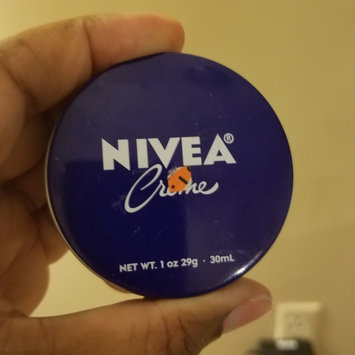 NIVEA®
Creme
NET WT. 1 oz 29g · 30mL